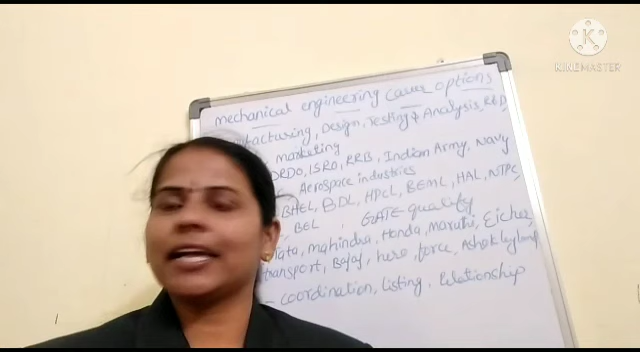 KINEMASTER
mechanical engineering options
Design, Testing & Analysis, R&D,
marketing
DRDO, ISRO, RRB, Indian Army, Navy
Aerospace industries
BHEL, BDL, HPCL, BEML, HAL, NTPC,
BEL GATE qualify
Tata, Mahindra, Honda, Maruthi, Eicher,
transport, Bajaj, hero, force, Ashok leyland
- coordination, listing, Relationship